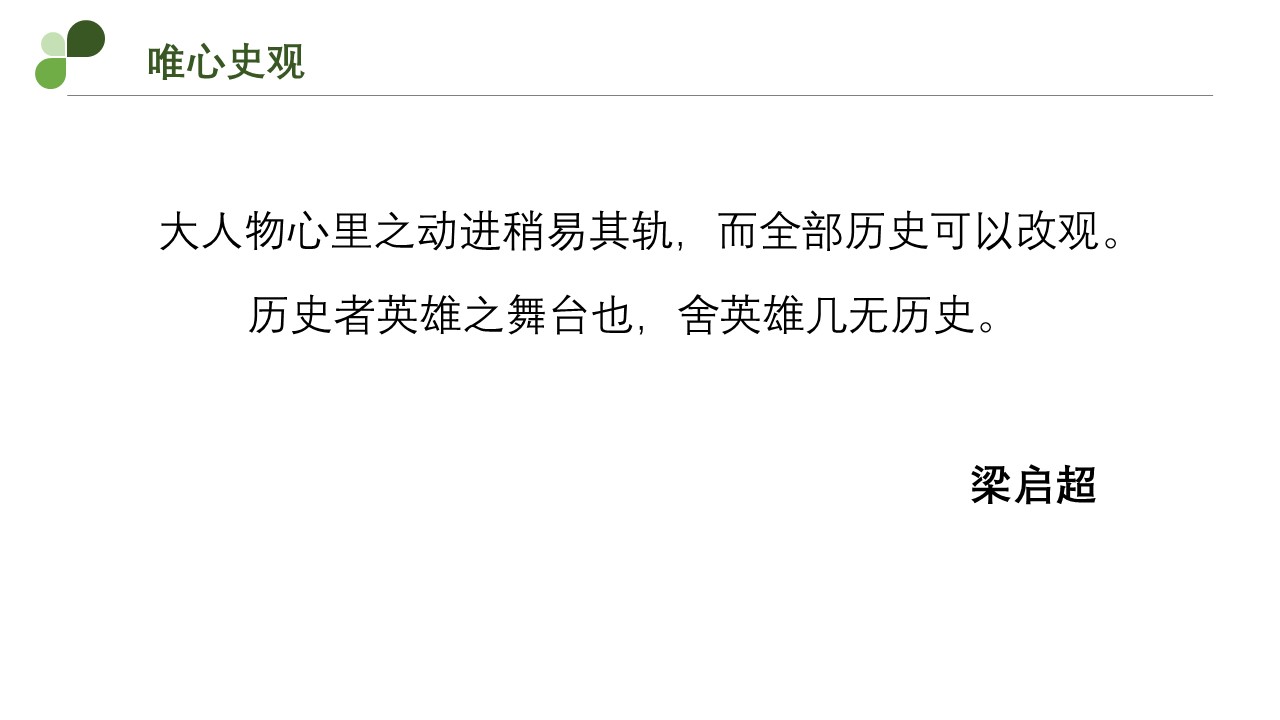 唯心史观
大人物心里之动进稍易其轨，而全部历史可以改观。
历史者英雄之舞台也，舍英雄几无历史。
梁启超